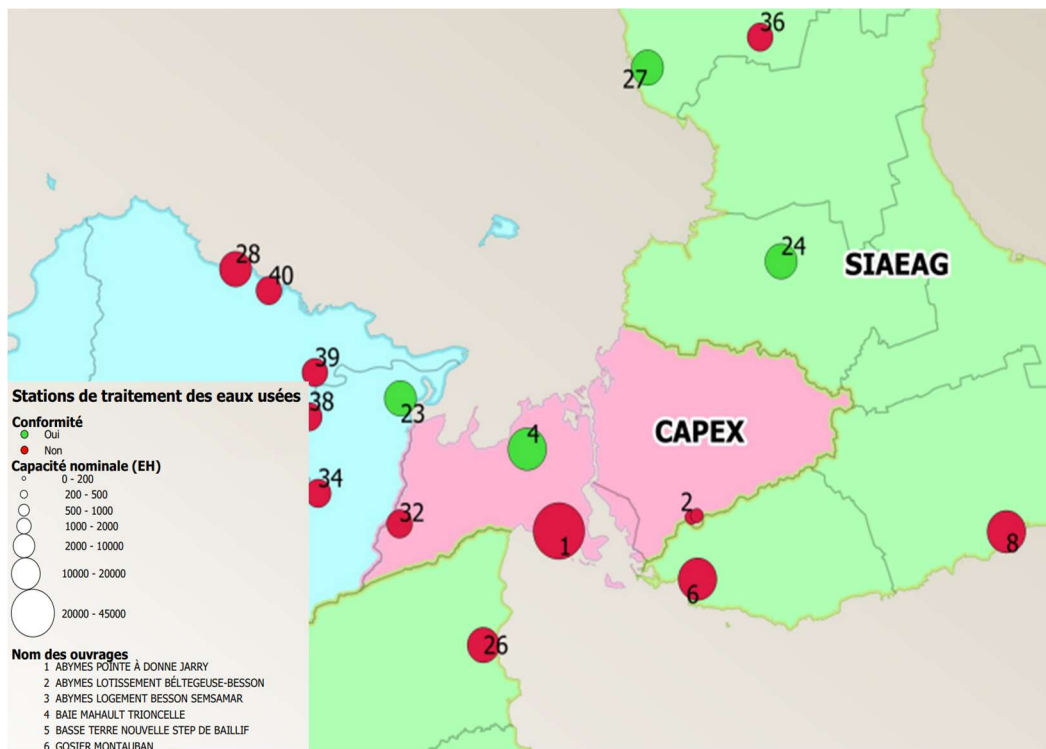 36
27
24
SIAEAG
28
40
39
Stations de traitement des eaux usées
38
23
Conformité
Oui
Non
4
CAPEX
Capacité nominale (EH)
0 - 200
200 - 500
500 - 1000
1000 - 2000
2000 - 10000
10000 - 20000
20000 - 45000
34
32
2
1
8
6
26
Nom des ouvrages
1 ABYMES POINTE À DONNE JARRY
2 ABYMES LOTISSEMENT BÉLTEGEUSE-BESSON
3 ABYMES LOGEMENT BESSON SEMSAMAR
4 BAIE MAHAULT TRIONCELLE
5 BASSE TERRE NOUVELLE STEP DE BAILLIF
6 GOSIER MONTAUBAN